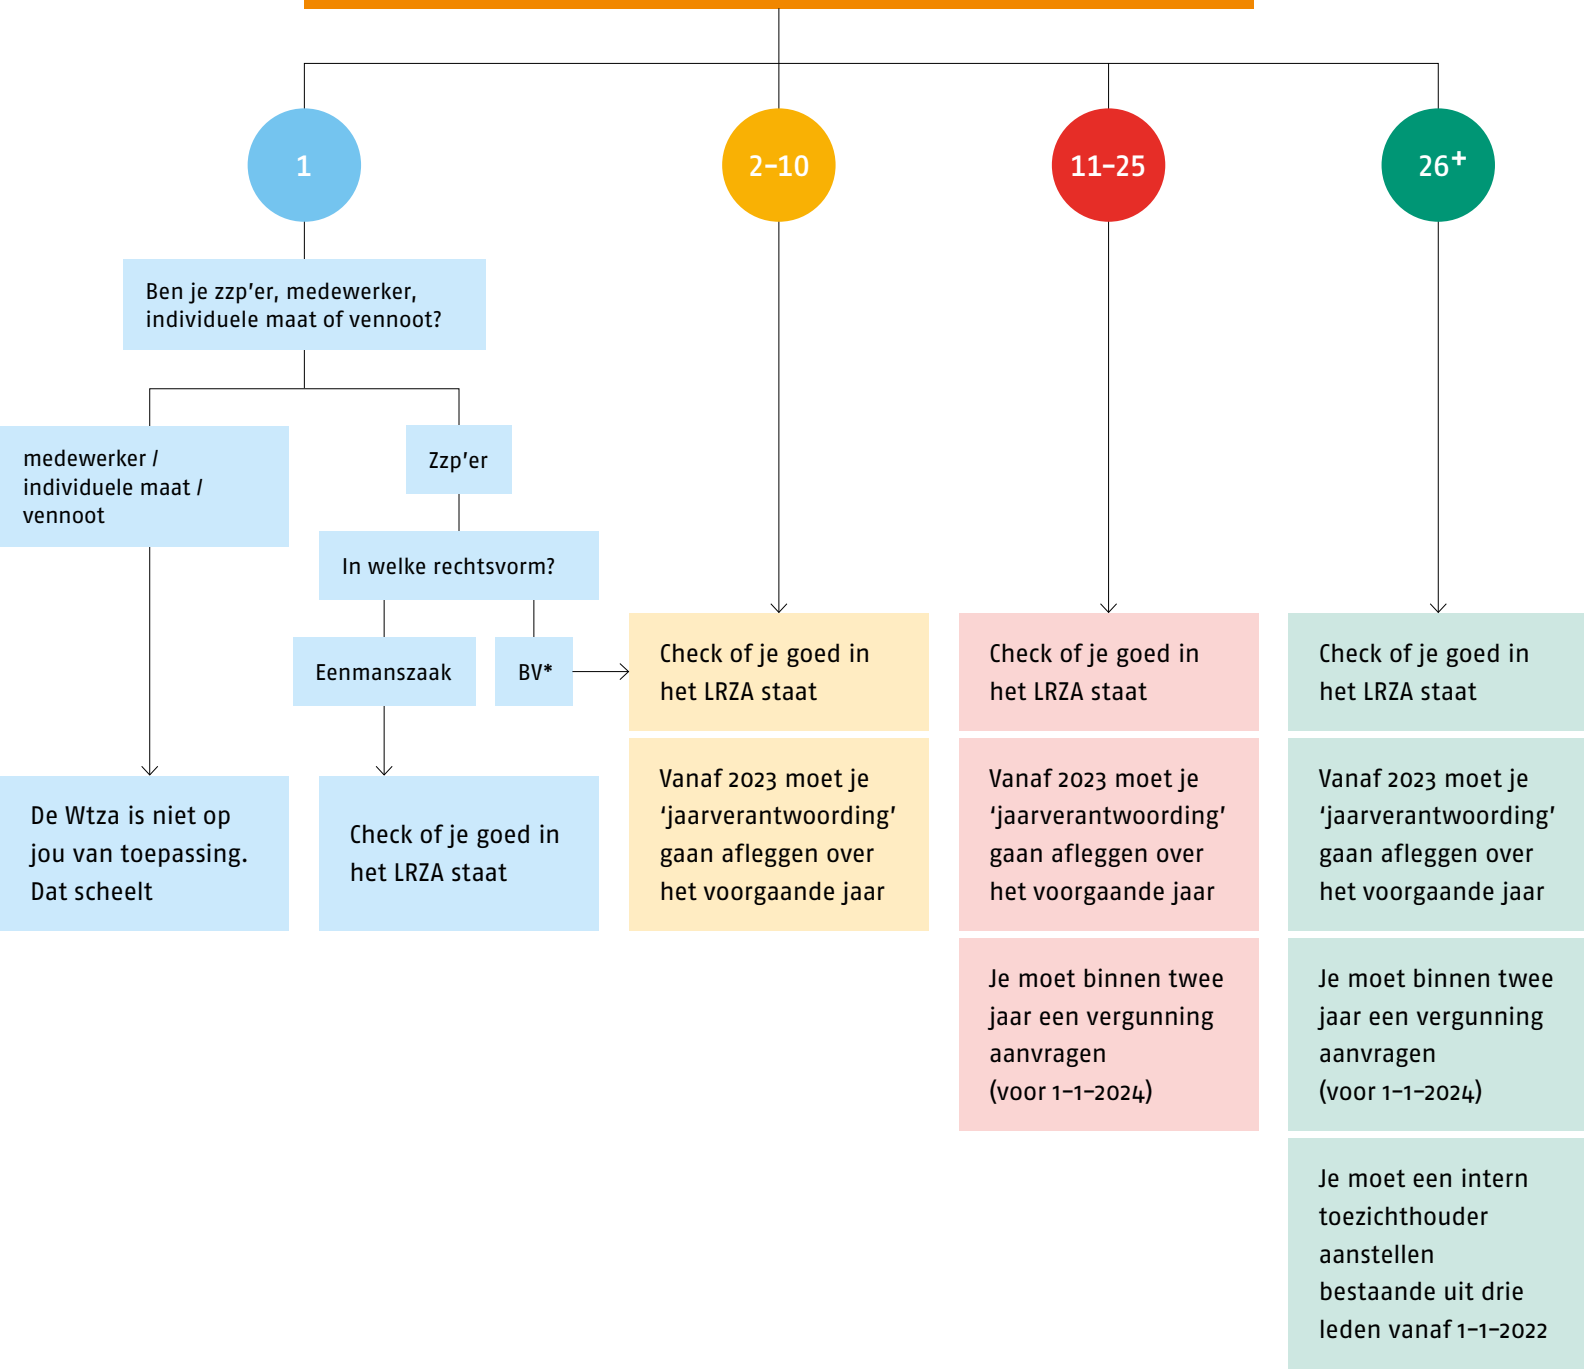 1
2–10
11–25
26+
Ben je zzp'er, medewerker,
individuele maat of vennoot?
medewerker /
individuele maat /
vennoot
Zzp'er
In welke rechtsvorm?
Eenmanszaak
BV*
De Wtza is niet op
jou van toepassing.
Dat scheelt
Check of je goed in
het LRZA staat
Check of je goed in
het LRZA staat
Vanaf 2023 moet je
‘jaarverantwoording’
gaan afleggen over
het voorgaande jaar
Check of je goed in
het LRZA staat
Vanaf 2023 moet je
‘jaarverantwoording’
gaan afleggen over
het voorgaande jaar
Je moet binnen twee
jaar een vergunning
aanvragen
(voor 1–1–2024)
Check of je goed in
het LRZA staat
Vanaf 2023 moet je
‘jaarverantwoording’
gaan afleggen over
het voorgaande jaar
Je moet binnen twee
jaar een vergunning
aanvragen
(voor 1–1–2024)
Je moet een intern
toezichthouder
aanstellen
bestaande uit drie
leden vanaf 1–1–2022